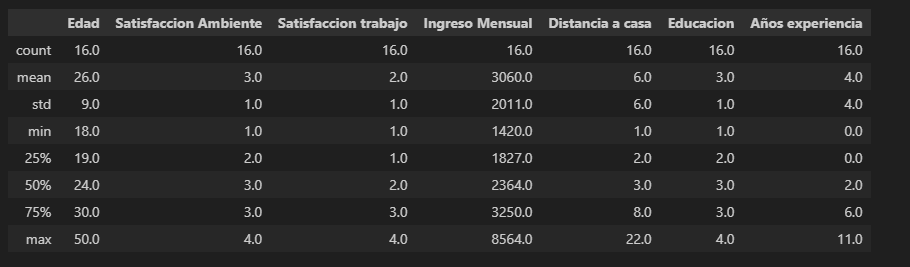 Edad Satisfaccion Ambiente Satisfaccion trabajo Ingreso Mensual Distancia a casa Educacion Años experiencia
count 16.0 16.0 16.0 16.0 16.0 16.0 16.0
mean 26.0 3.0 2.0 3060.0 6.0 3.0 4.0
std 9.0 1.0 1.0 2011.0 6.0 1.0 4.0
min 18.0 1.0 1.0 1420.0 1.0 1.0 0.0
25% 19.0 2.0 1.0 1827.0 2.0 2.0 0.0
50% 24.0 3.0 2.0 2364.0 3.0 3.0 2.0
75% 30.0 3.0 3.0 3250.0 8.0 3.0 6.0
max 50.0 4.0 4.0 8564.0 22.0 4.0 11.0